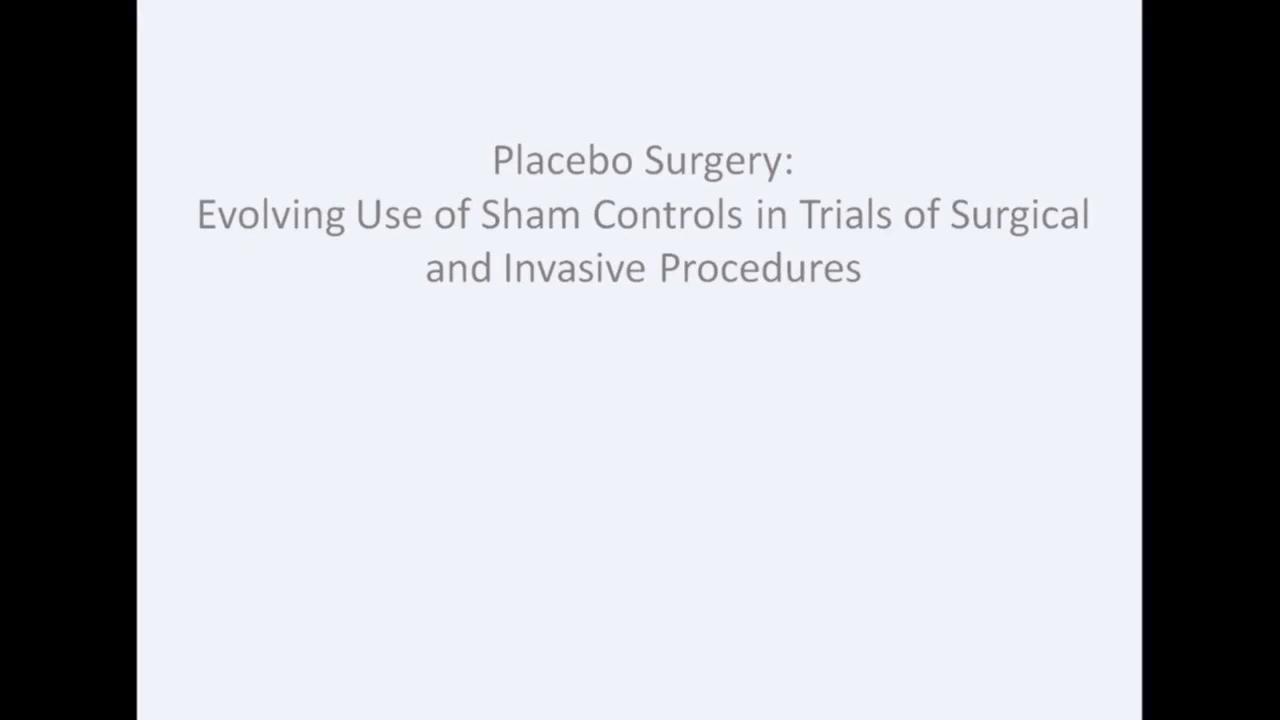 Placebo Surgery:
Evolving Use of Sham Controls in Trials of Surgical
and Invasive Procedures